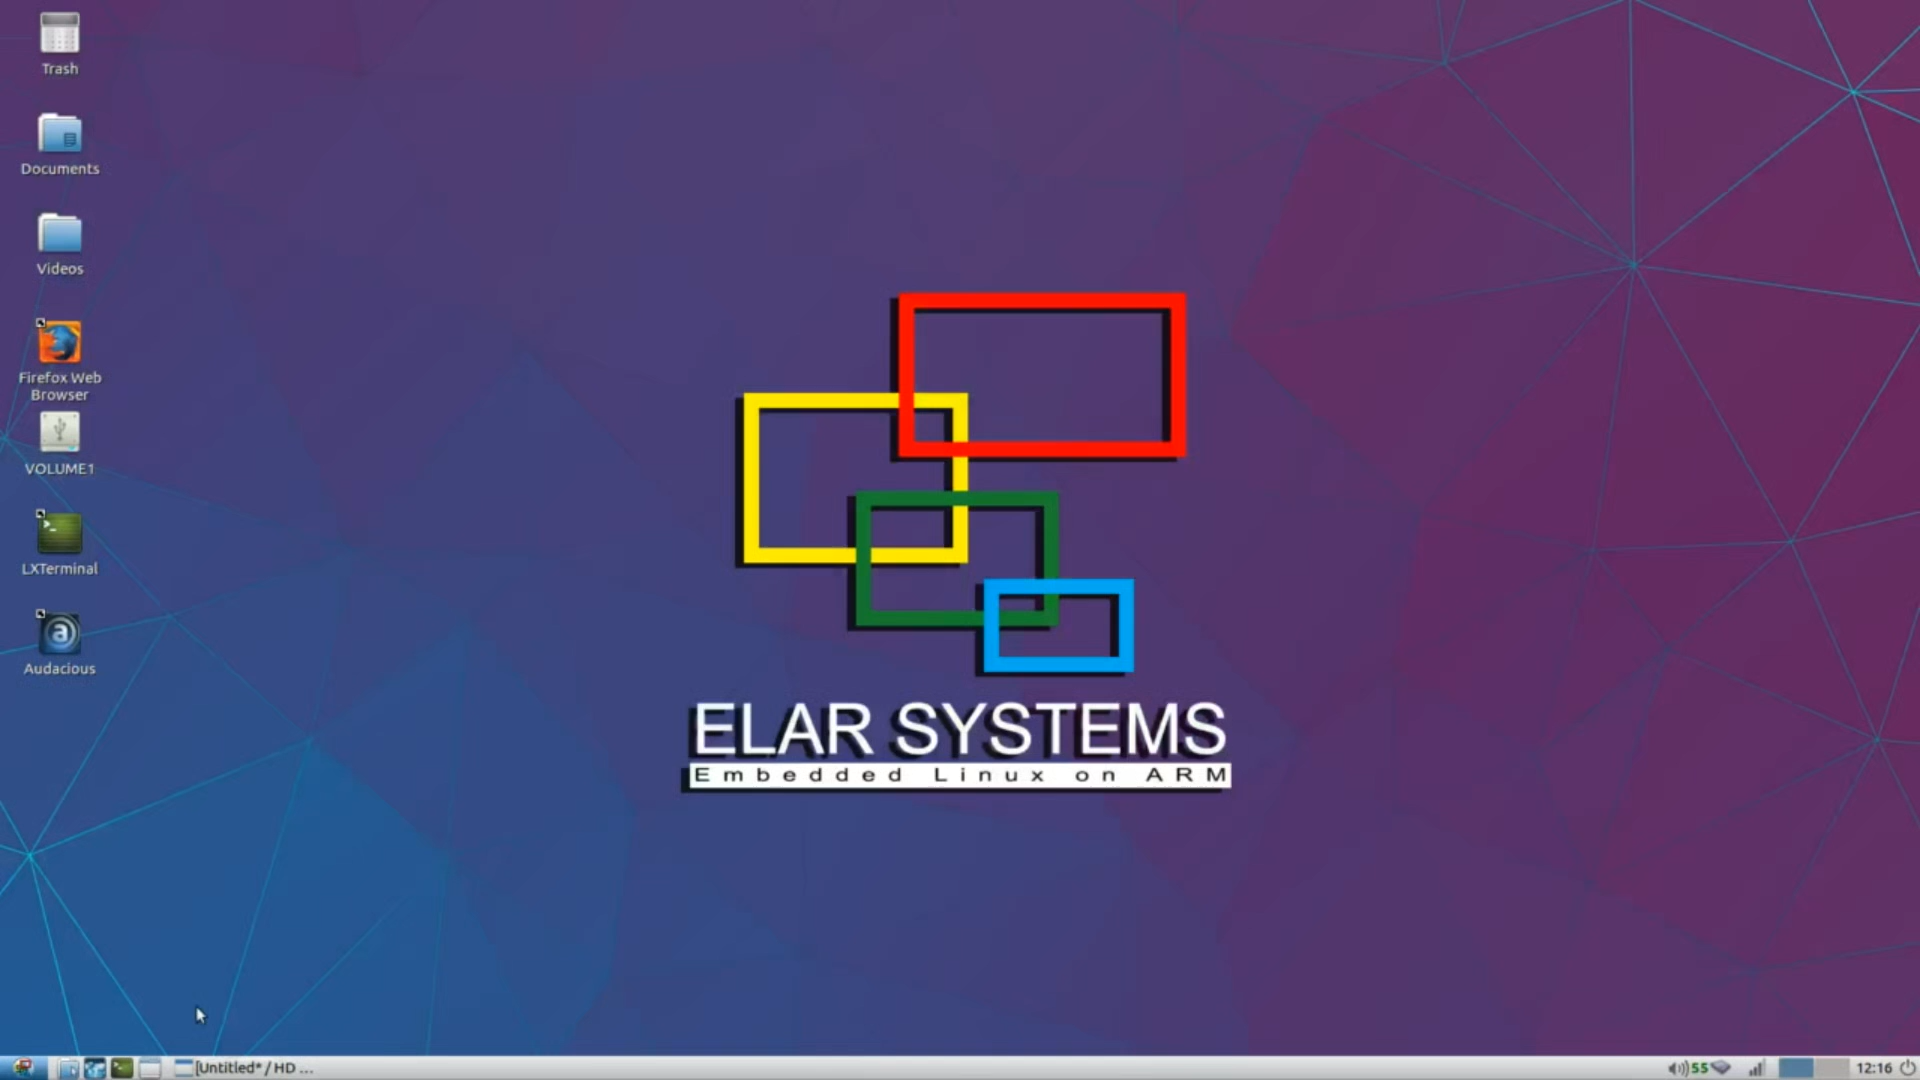 Trash
Documents
Videos
Firefox Web
Browser
VOLUME1
LXTerminal
Audacious
ELAR SYSTEMS
Embedded Linux on ARM
[Untitled* / HD ...
55
12:16